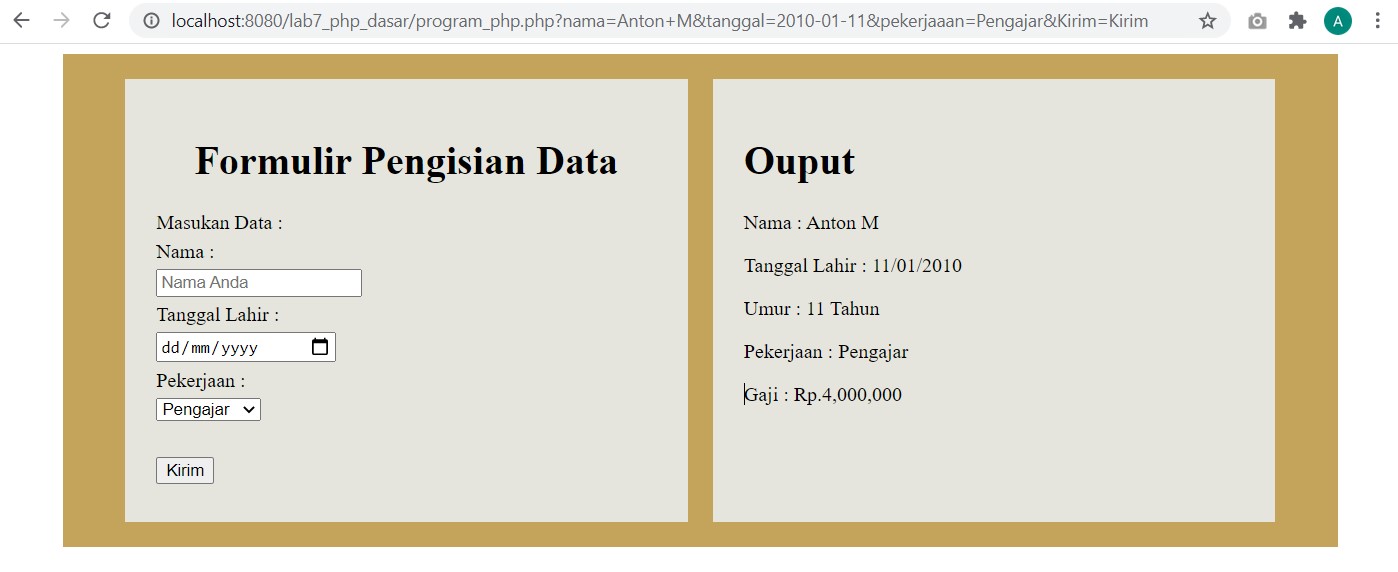 localhost:8080/lab7_php_dasar/program_php.php?nama=Anton+M&tanggal=2010-01-11&pekerjaaan=Pengajar&Kirim=Kirim
A
Formulir Pengisian Data
Masukan Data :
Nama :
Nama Anda
Tanggal Lahir :
dd/mm/yyyy
Pekerjaan :
Pengajar
Kirim
Ouput
Nama : Anton M
Tanggal Lahir : 11/01/2010
Umur : 11 Tahun
Pekerjaan : Pengajar
Gaji : Rp.4,000,000